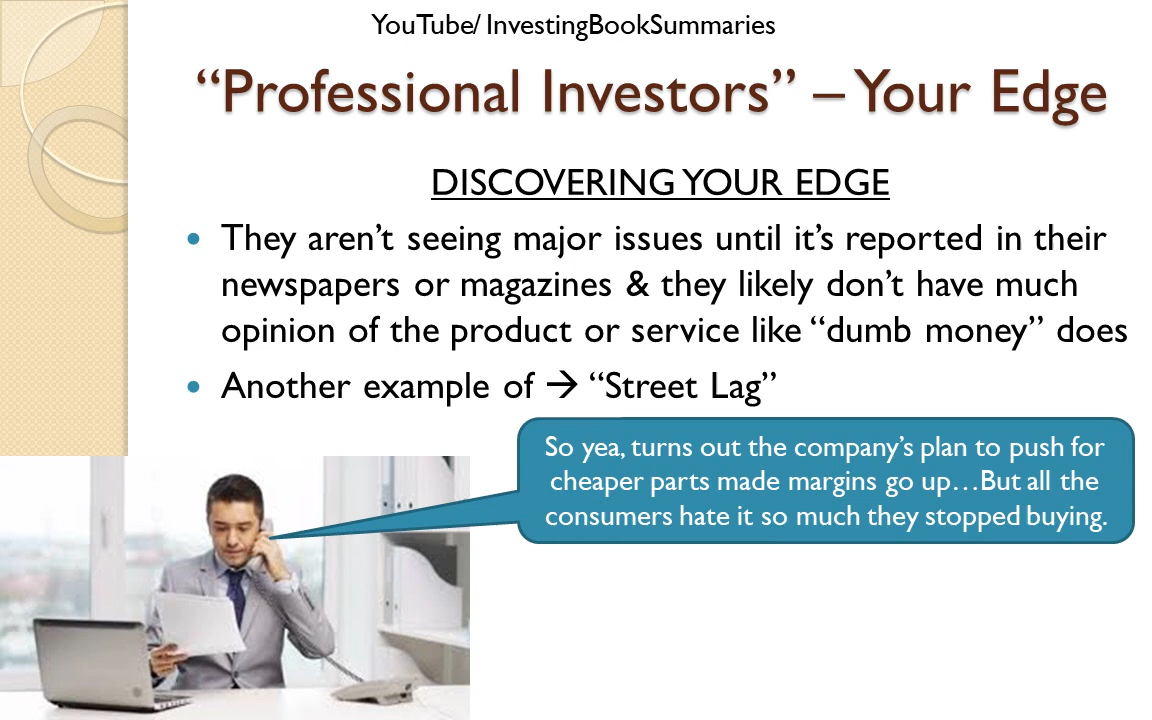 YouTube/ InvestingBookSummaries
“Professional Investors” – Your Edge
DISCOVERING YOUR EDGE
• They aren’t seeing major issues until it’s reported in their
newspapers or magazines & they likely don’t have much
opinion of the product or service like “dumb money” does
• Another example of → “Street Lag”
So yea, turns out the company’s plan to push for
cheaper parts made margins go up…But all the
consumers hate it so much they stopped buying.